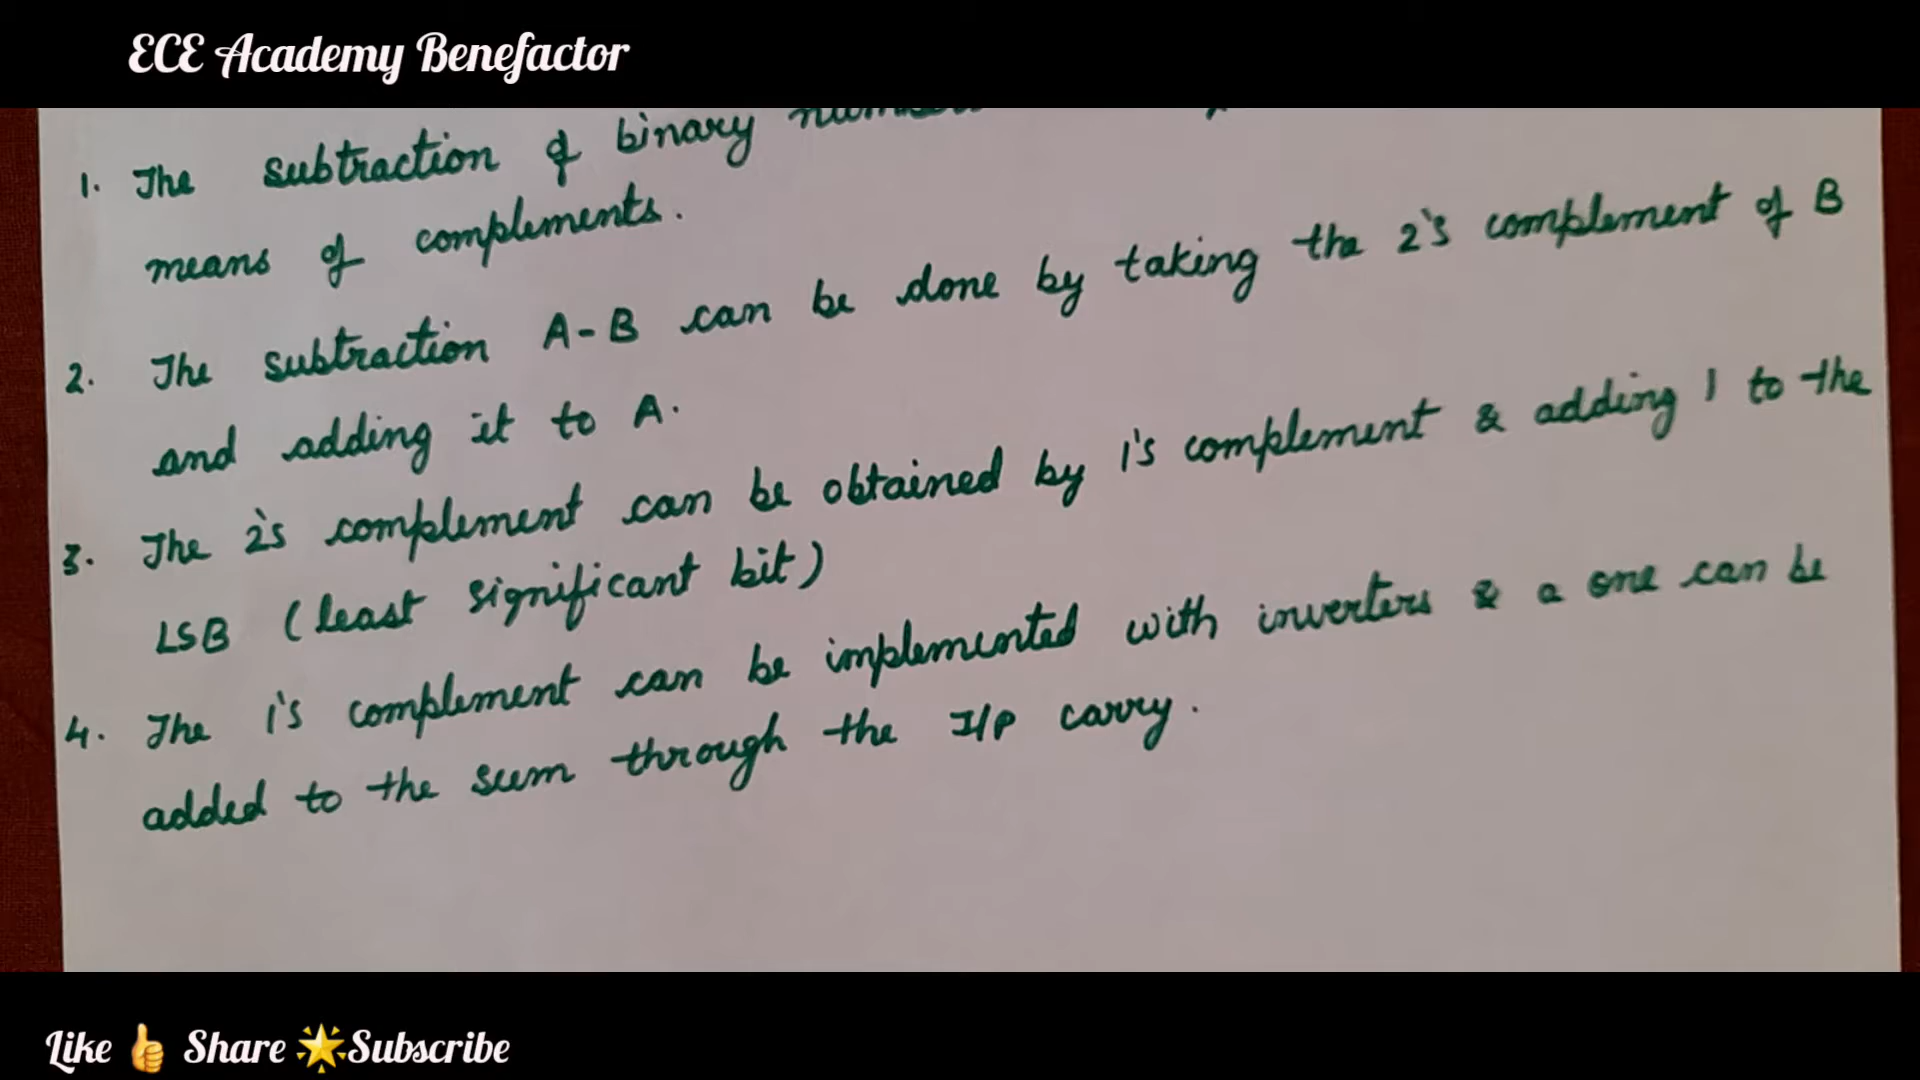 ECE Academy Benefactor
1. The subtraction of binary
means of complements.
2. The subtraction A-B can be done by taking the 2's complement of B
and adding it to A.
3. The 2's complement can be obtained by 1's complement & adding 1 to the
LSB (least significant bit)
4. The 1's complement can be implemented with inverters & a one can be
added to the sum through the I/P carry.
Like 👍 Share 🌟Subscribe